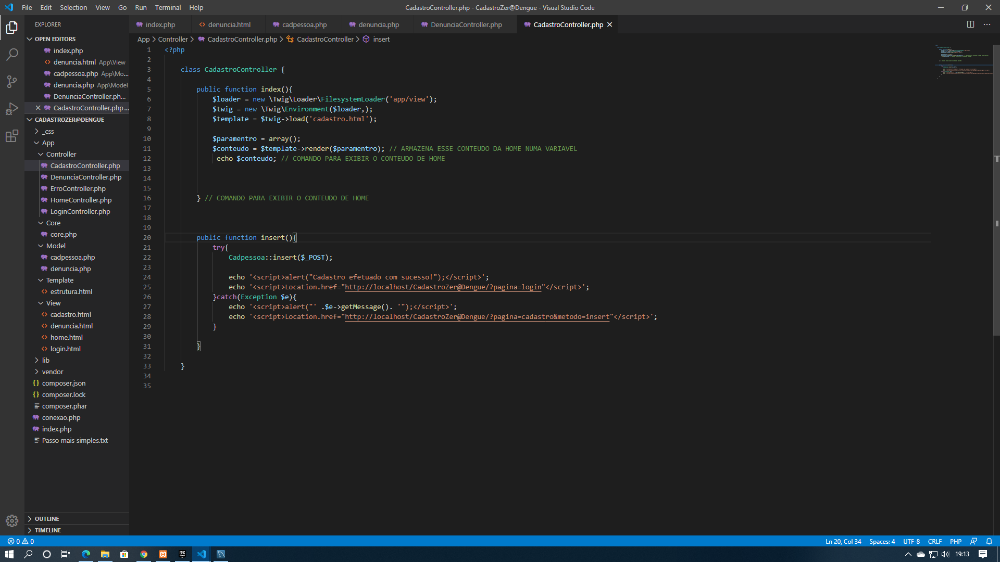 File Edit Selection View Go Run Terminal Help
CadastroController.php - CadastroZer@Dengue - Visual Studio Code
EXPLORER
index.php denuncia.html cadpessoa.php denuncia.php DenunciaController.php CadastroController.php
OPEN EDITORS
index.php
denuncia.html App\View
cadpessoa.php App\Mo...
denuncia.php App\Model
DenunciaController.ph...
CadastroController.php ...
CADASTROZER@DENGUE
_css
App
Controller
CadastroController.php
DenunciaController.php
ErroController.php
HomeController.php
LoginController.php
Core
core.php
Model
cadpessoa.php
denuncia.php
Template
estrutura.html
View
cadastro.html
denuncia.html
home.html
login.html
lib
vendor
composer.json
composer.lock
composer.phar
conexao.php
index.php
Passo mais simples.txt
OUTLINE
TIMELINE
App > Controller > CadastroController.php > CadastroController > insert
1 <?php
2
3 class CadastroController {
4
5 public function index(){
6 $loader = new \Twig\Loader\FilesystemLoader('app/view');
7 $twig = new \Twig\Environment($loader,);
8 $template = $twig->load('cadastro.html');
9
10 $paramentro = array();
11 $conteudo = $template->render($paramentro); // ARMAZENA ESSE CONTEUDO DA HOME NUMA VARIAVEL
12 echo $conteudo; // COMANDO PARA EXIBIR O CONTEUDO DE HOME
13
14
15
16 } // COMANDO PARA EXIBIR O CONTEUDO DE HOME
17
18
19
20 public function insert(){
21 try{
22 Cadpessoa::insert($_POST);
23
24 echo '<script>alert("Cadastro efetuado com sucesso!");</script>';
25 echo '<script>Location.href="http://localhost/CadastroZer@Dengue/?pagina=login"</script>';
26 }catch(Exception $e){
27 echo '<script>alert("' .$e->getMessage(). '");</script>';
28 echo '<script>Location.href="http://localhost/CadastroZer@Dengue/?pagina=cadastro&metodo=insert"</script>';
29 }
30
31 }
32
33 }
34
35
0 0
Ln 20, Col 34 Spaces: 4 UTF-8 CRLF PHP
EPIC
19:13